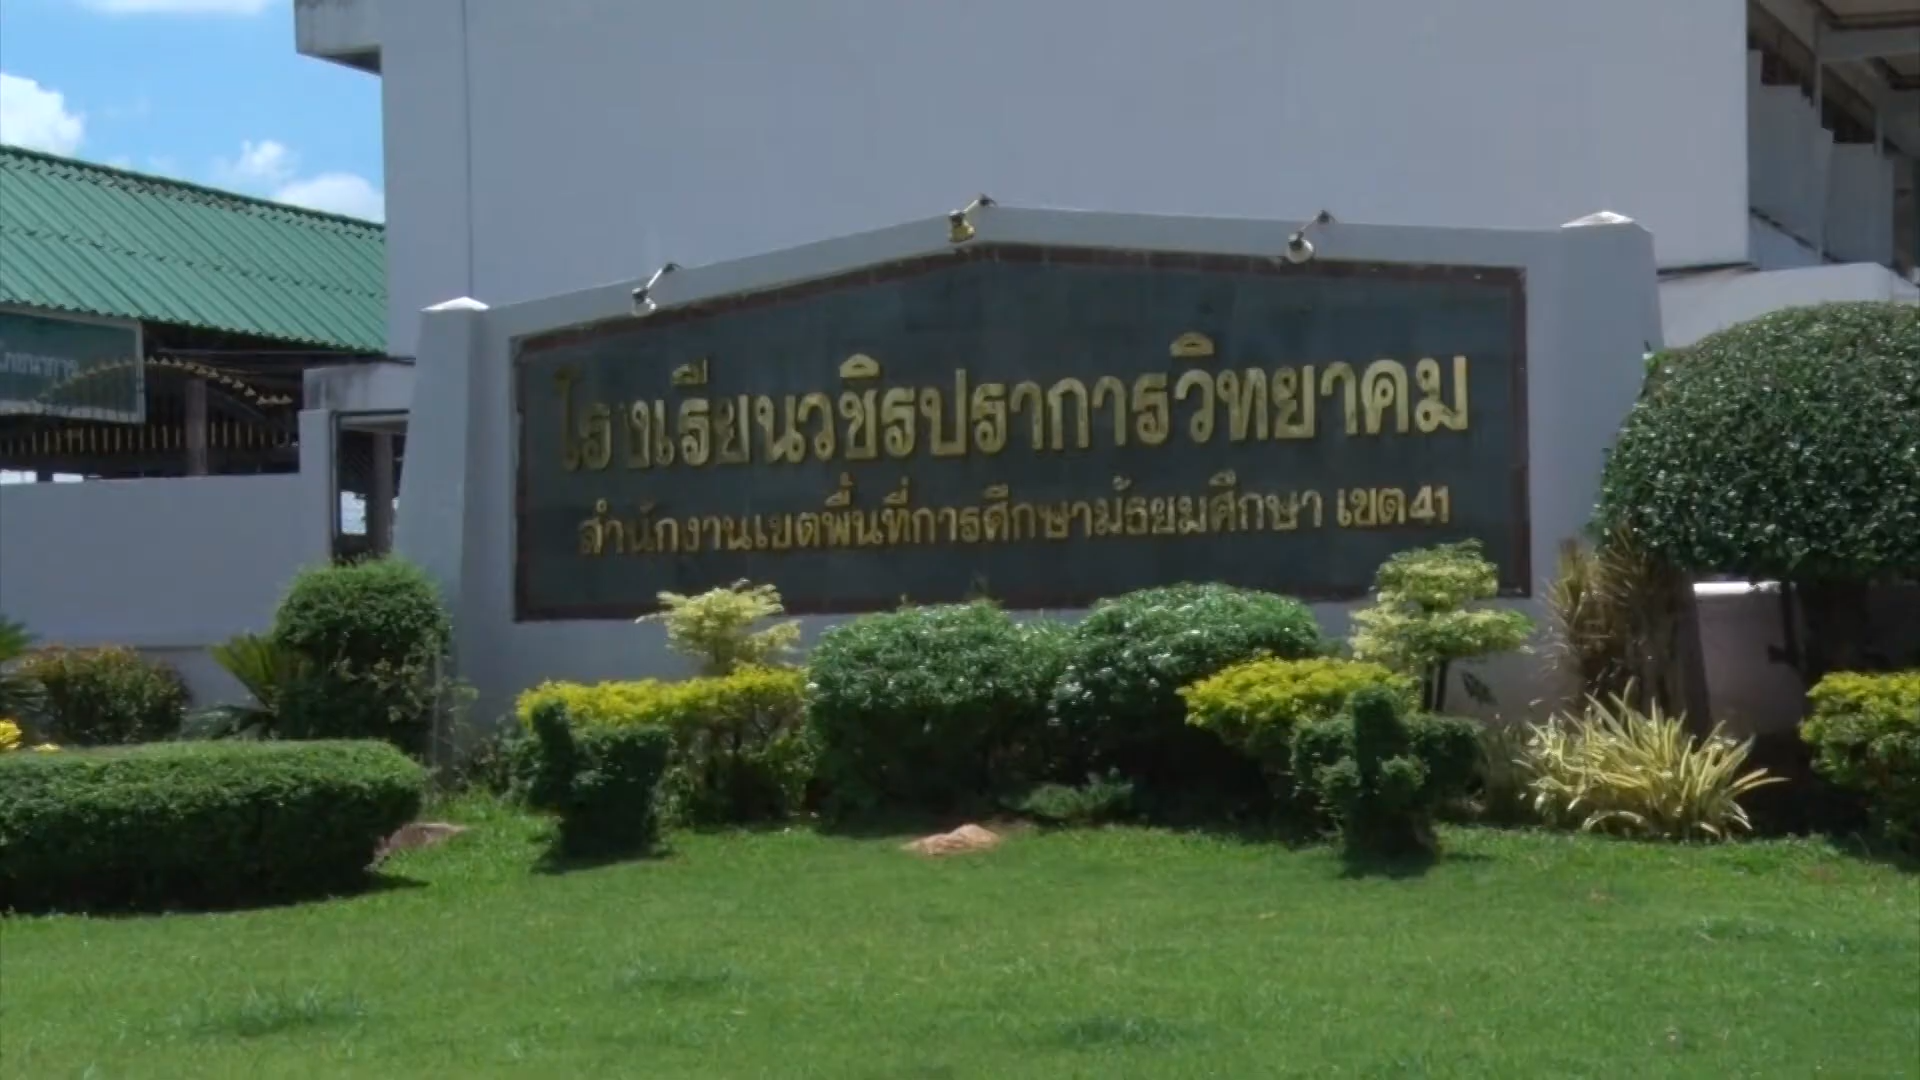 โรงเรียนวชิรปราการวิทยาคม
สำนักงานเขตพื้นที่การศึกษามัธยมศึกษา เขต 41